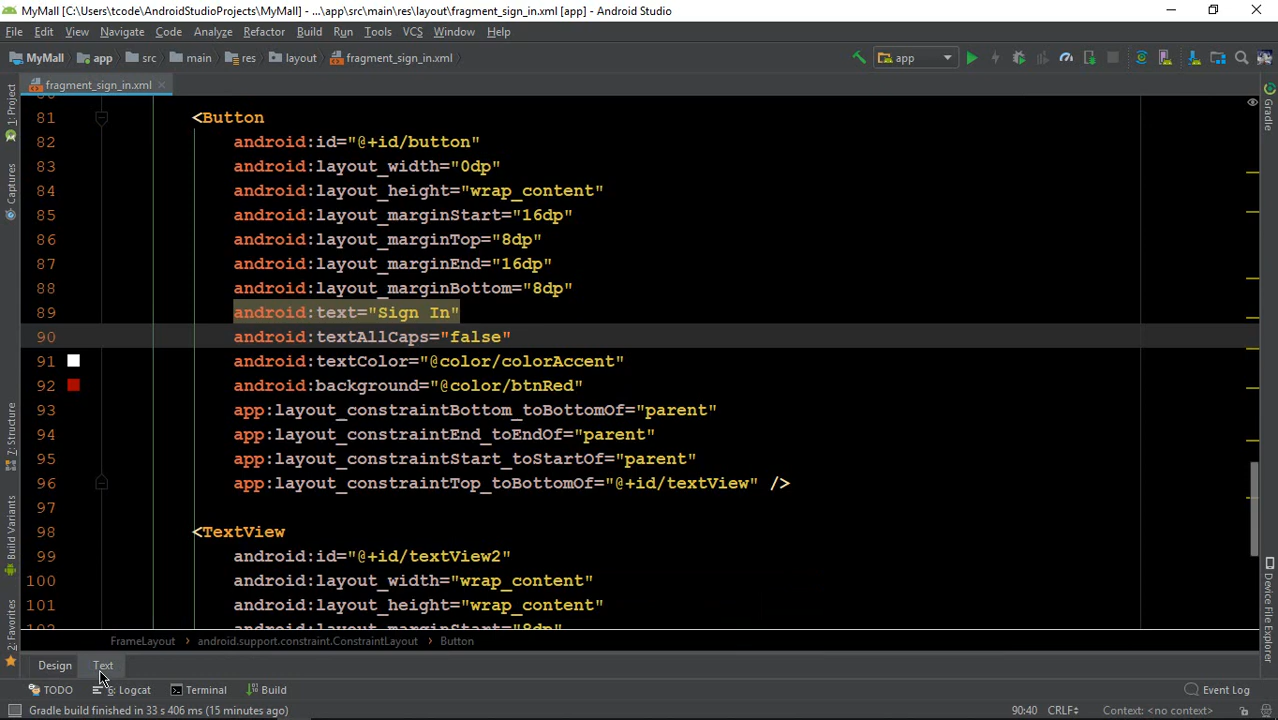 MyMall [C:\Users\tcode\AndroidStudioProjects\MyMall] - ...\app\src\main\res\layout\fragment_sign_in.xml [app] - Android Studio
File Edit View Navigate Code Analyze Refactor Build Run Tools VCS Window Help
MyMall app src main res layout fragment_sign_in.xml app
fragment_sign_in.xml
1: Project
Captures
7: Structure
Build Variants
2: Favorites
81 <Button
82 android:id="@+id/button"
83 android:layout_width="0dp"
84 android:layout_height="wrap_content"
85 android:layout_marginStart="16dp"
86 android:layout_marginTop="8dp"
87 android:layout_marginEnd="16dp"
88 android:layout_marginBottom="8dp"
89 android:text="Sign In"
90 android:textAllCaps="false"
91 android:textColor="@color/colorAccent"
92 android:background="@color/btnRed"
93 app:layout_constraintBottom_toBottomOf="parent"
94 app:layout_constraintEnd_toEndOf="parent"
95 app:layout_constraintStart_toStartOf="parent"
96 app:layout_constraintTop_toBottomOf="@+id/textView" />
97
98 <TextView
99 android:id="@+id/textView2"
100 android:layout_width="wrap_content"
101 android:layout_height="wrap_content"
102 android:layout_marginStart="8dp"
Gradle
Device File Explorer
FrameLayout android.support.constraint.ConstraintLayout Button
Design Text
TODO 6: Logcat Terminal Build Event Log
Gradle build finished in 33 s 406 ms (15 minutes ago) 90:40 CRLF Context: <no context>